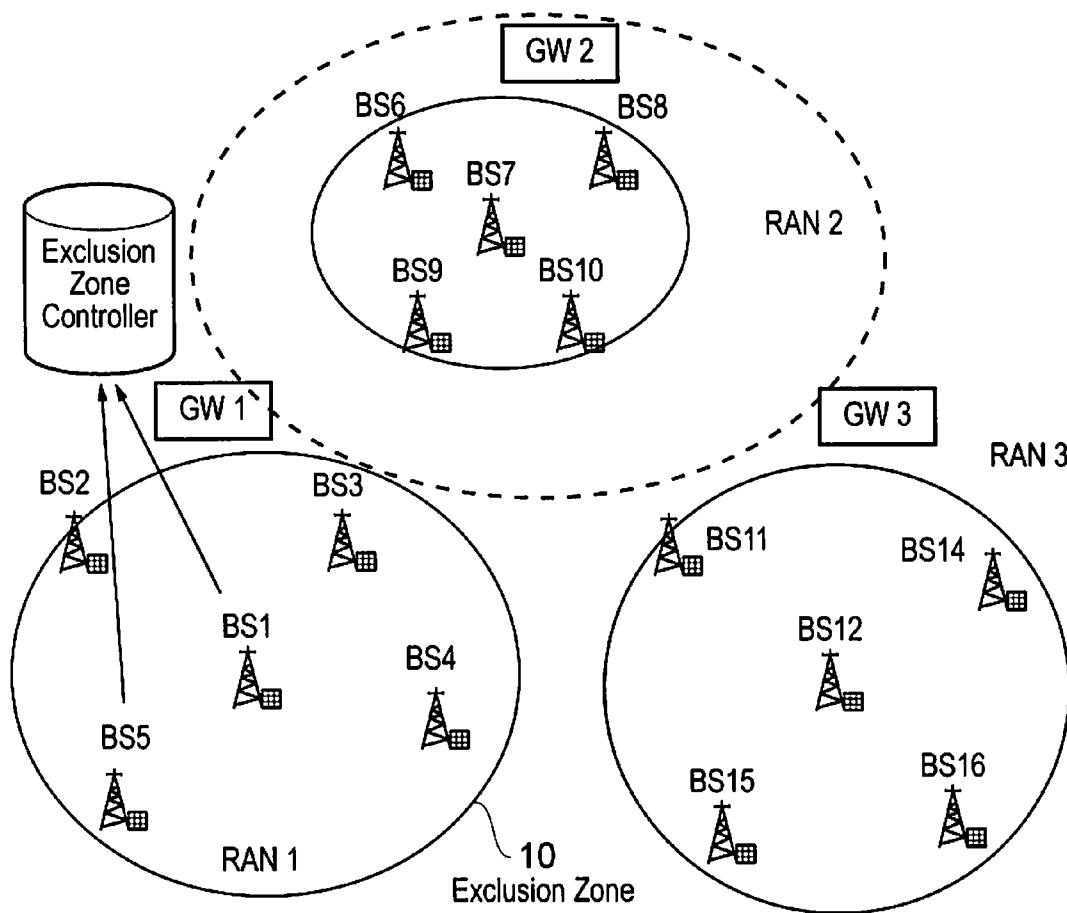 GW 2
BS6
BS8
BS7
RAN 2
Exclusion
Zone
Controller
BS9
BS10
GW 1
GW 3
RAN 3
BS2
BS3
BS11
BS14
BS1
BS12
BS4
BS5
BS15
BS16
RAN 1
10
Exclusion Zone